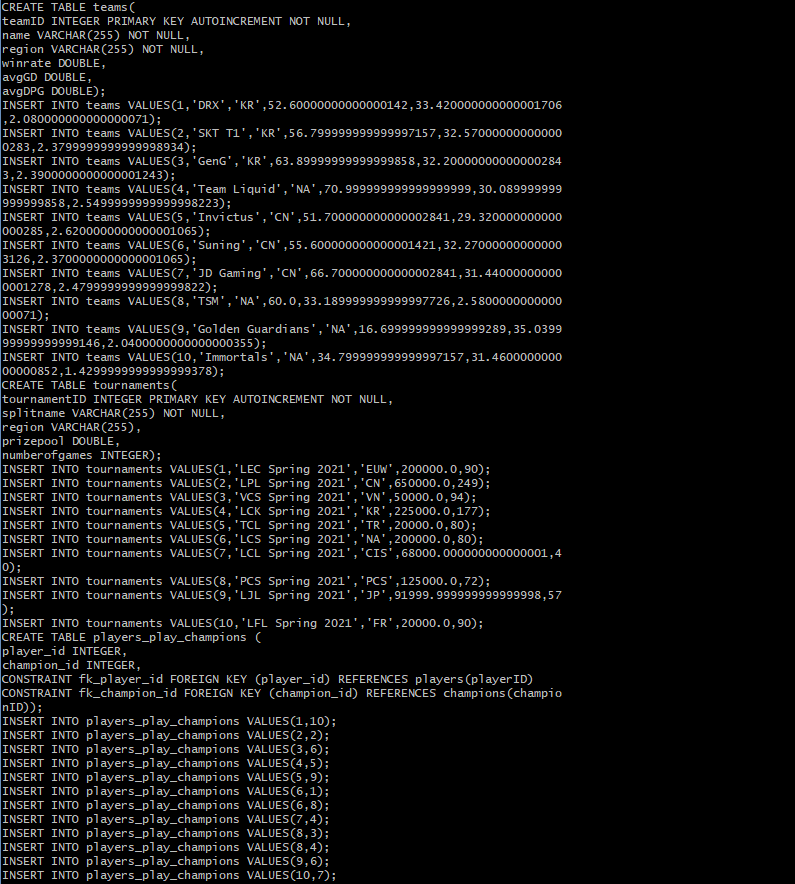 CREATE TABLE teams(
teamID INTEGER PRIMARY KEY AUTOINCREMENT NOT NULL,
name VARCHAR(255) NOT NULL,
region VARCHAR(255) NOT NULL,
winrate DOUBLE,
avgGD DOUBLE,
avgDPG DOUBLE);
INSERT INTO teams VALUES(1,'DRX','KR',52.60000000000000142,33.420000000000001706
,2.080000000000000071);
INSERT INTO teams VALUES(2,'SKT T1','KR',56.799999999999997157,32.57000000000000
0283,2.3799999999999998934);
INSERT INTO teams VALUES(3,'GenG','KR',63.89999999999999858,32.20000000000000284
3,2.3900000000000001243);
INSERT INTO teams VALUES(4,'Team Liquid','NA',70.999999999999999999,30.089999999
999999858,2.5499999999999998223);
INSERT INTO teams VALUES(5,'Invictus','CN',51.700000000000002841,29.320000000000
000285,2.6200000000000001065);
INSERT INTO teams VALUES(6,'Suning','CN',55.600000000000001421,32.27000000000000
3126,2.3700000000000001065);
INSERT INTO teams VALUES(7,'JD Gaming','CN',66.700000000000002841,31.44000000000
0001278,2.4799999999999999822);
INSERT INTO teams VALUES(8,'TSM','NA',60.0,33.189999999999997726,2.5800000000000
00071);
INSERT INTO teams VALUES(9,'Golden Guardians','NA',16.699999999999999289,35.0399
99999999999146,2.0400000000000000355);
INSERT INTO teams VALUES(10,'Immortals','NA',34.799999999999997157,31.4600000000
00000852,1.4299999999999999378);
CREATE TABLE tournaments(
tournamentID INTEGER PRIMARY KEY AUTOINCREMENT NOT NULL,
splitname VARCHAR(255) NOT NULL,
region VARCHAR(255),
prizepool DOUBLE,
numberofgames INTEGER);
INSERT INTO tournaments VALUES(1,'LEC Spring 2021','EUW',200000.0,90);
INSERT INTO tournaments VALUES(2,'LPL Spring 2021','CN',650000.0,249);
INSERT INTO tournaments VALUES(3,'VCS Spring 2021','VN',50000.0,94);
INSERT INTO tournaments VALUES(4,'LCK Spring 2021','KR',225000.0,177);
INSERT INTO tournaments VALUES(5,'TCL Spring 2021','TR',20000.0,80);
INSERT INTO tournaments VALUES(6,'LCS Spring 2021','NA',200000.0,80);
INSERT INTO tournaments VALUES(7,'LCL Spring 2021','CIS',68000.000000000000001,4
0);
INSERT INTO tournaments VALUES(8,'PCS Spring 2021','PCS',125000.0,72);
INSERT INTO tournaments VALUES(9,'LJL Spring 2021','JP',91999.999999999999998,57
);
INSERT INTO tournaments VALUES(10,'LFL Spring 2021','FR',20000.0,90);
CREATE TABLE players_play_champions (
player_id INTEGER,
champion_id INTEGER,
CONSTRAINT fk_player_id FOREIGN KEY (player_id) REFERENCES players(playerID)
CONSTRAINT fk_champion_id FOREIGN KEY (champion_id) REFERENCES champions(champio
nID));
INSERT INTO players_play_champions VALUES(1,10);
INSERT INTO players_play_champions VALUES(2,2);
INSERT INTO players_play_champions VALUES(3,6);
INSERT INTO players_play_champions VALUES(4,5);
INSERT INTO players_play_champions VALUES(5,9);
INSERT INTO players_play_champions VALUES(6,1);
INSERT INTO players_play_champions VALUES(6,8);
INSERT INTO players_play_champions VALUES(7,4);
INSERT INTO players_play_champions VALUES(8,3);
INSERT INTO players_play_champions VALUES(8,4);
INSERT INTO players_play_champions VALUES(9,6);
INSERT INTO players_play_champions VALUES(10,7);